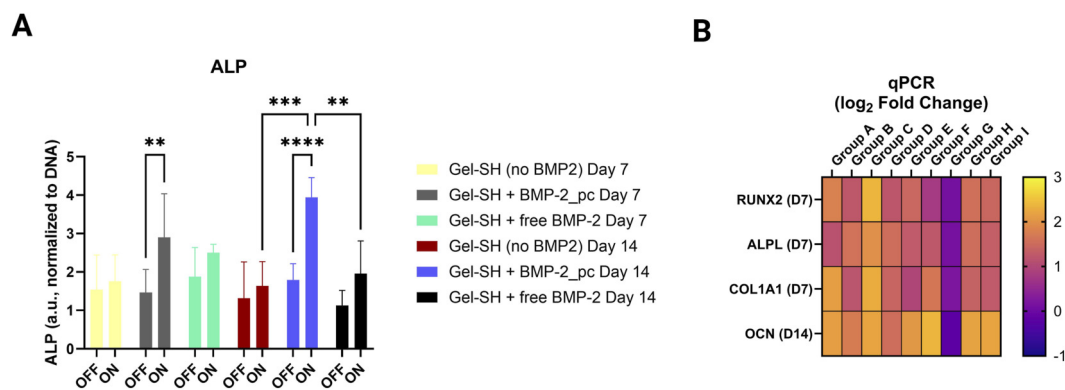 A
ALP
ALP (a.u., normalized to DNA)
5
4
3
2
1
0
***
**
**
****
OFF ON OFF ON OFF ON OFF ON OFF ON OFF ON
Gel-SH (no BMP2) Day 7
Gel-SH + BMP-2_pc Day 7
Gel-SH + free BMP-2 Day 7
Gel-SH (no BMP2) Day 14
Gel-SH + BMP-2_pc Day 14
Gel-SH + free BMP-2 Day 14
B
qPCR
(log2 Fold Change)
Group A
Group B
Group C
Group D
Group E
Group F
Group G
Group H
Group I
RUNX2 (D7)
ALPL (D7)
COL1A1 (D7)
OCN (D14)
3
2
1
0
-1